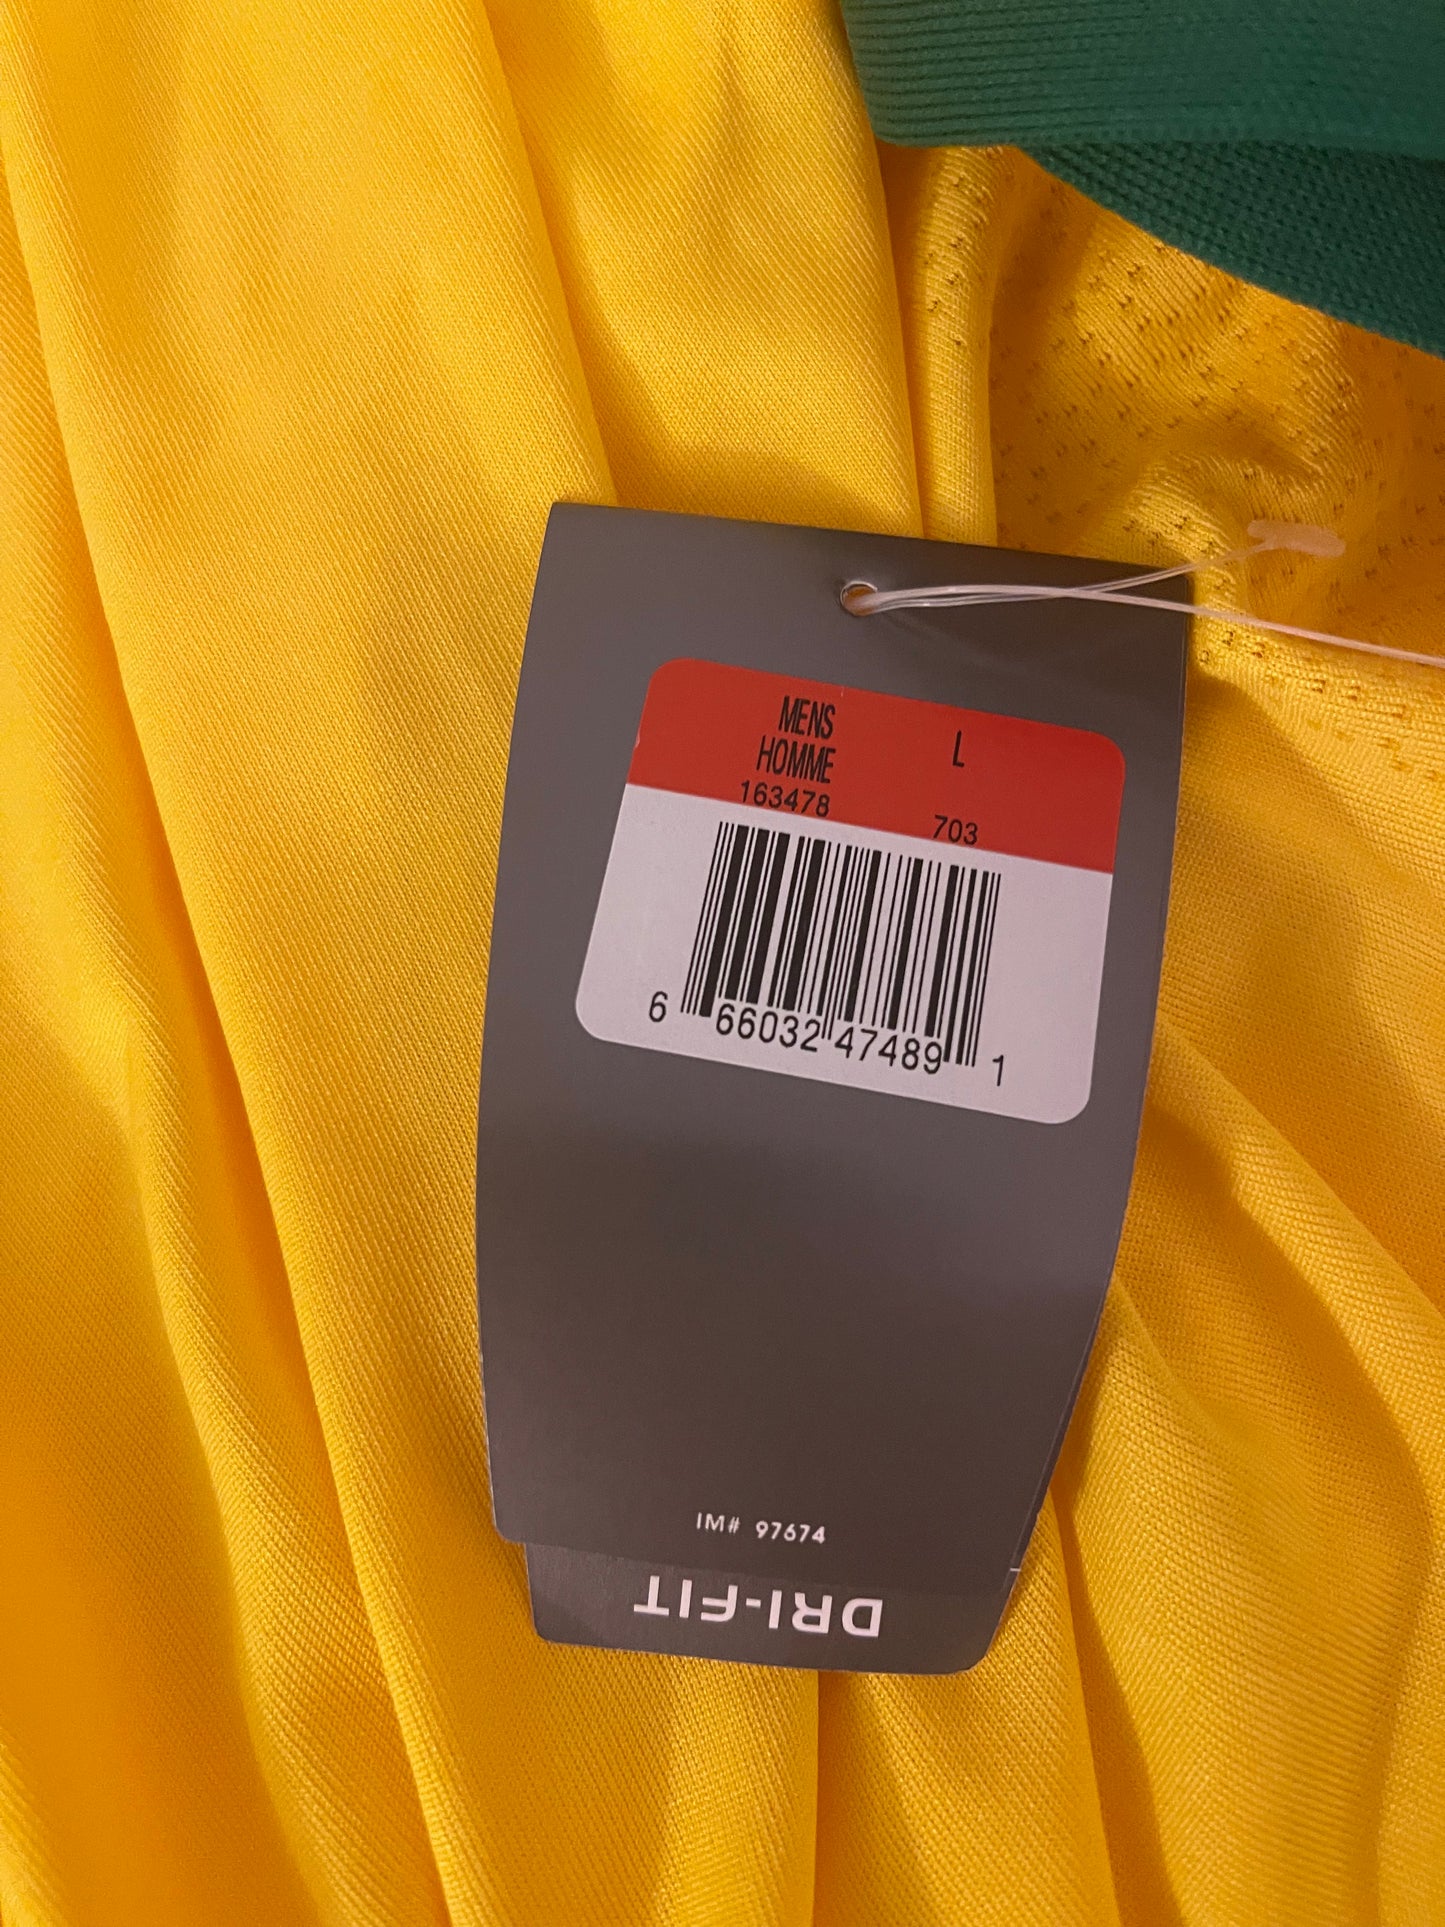 MENS L
HOMME
163478 703
6 66032 47489 1
IM# 97674
DRI-FIT